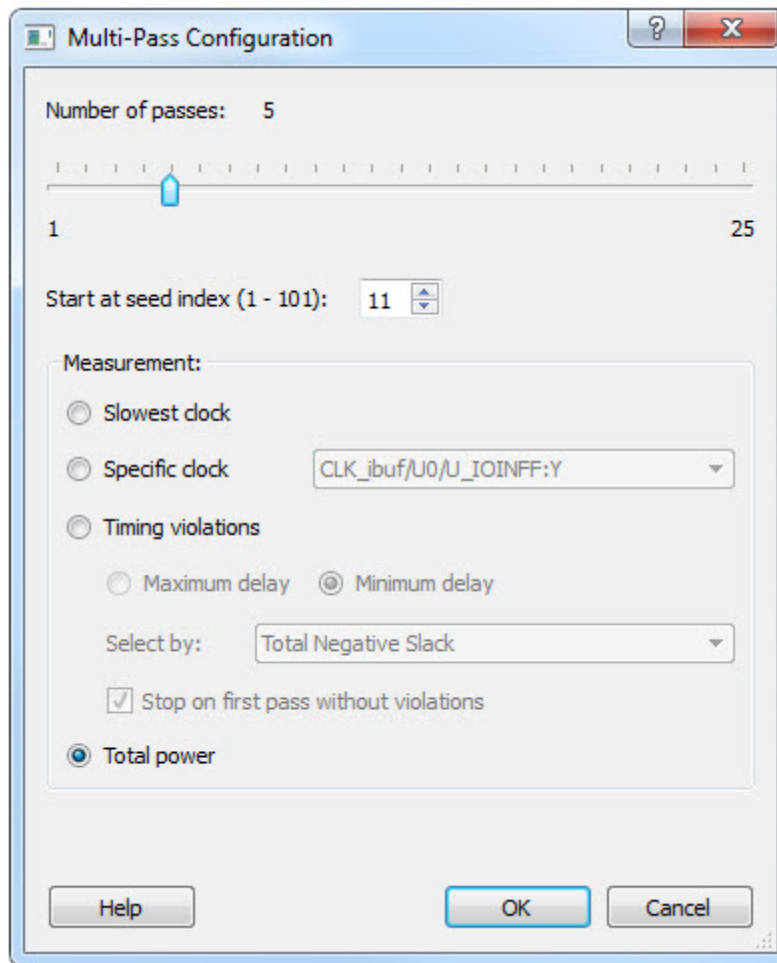 Multi-Pass Configuration
Number of passes: 5
1 25
Start at seed index (1 - 101): 11
Measurement:
Slowest clock
Specific clock CLK_ibuf/U0/U_IOINFF:Y
Timing violations
Maximum delay Minimum delay
Select by: Total Negative Slack
Stop on first pass without violations
Total power
Help OK Cancel